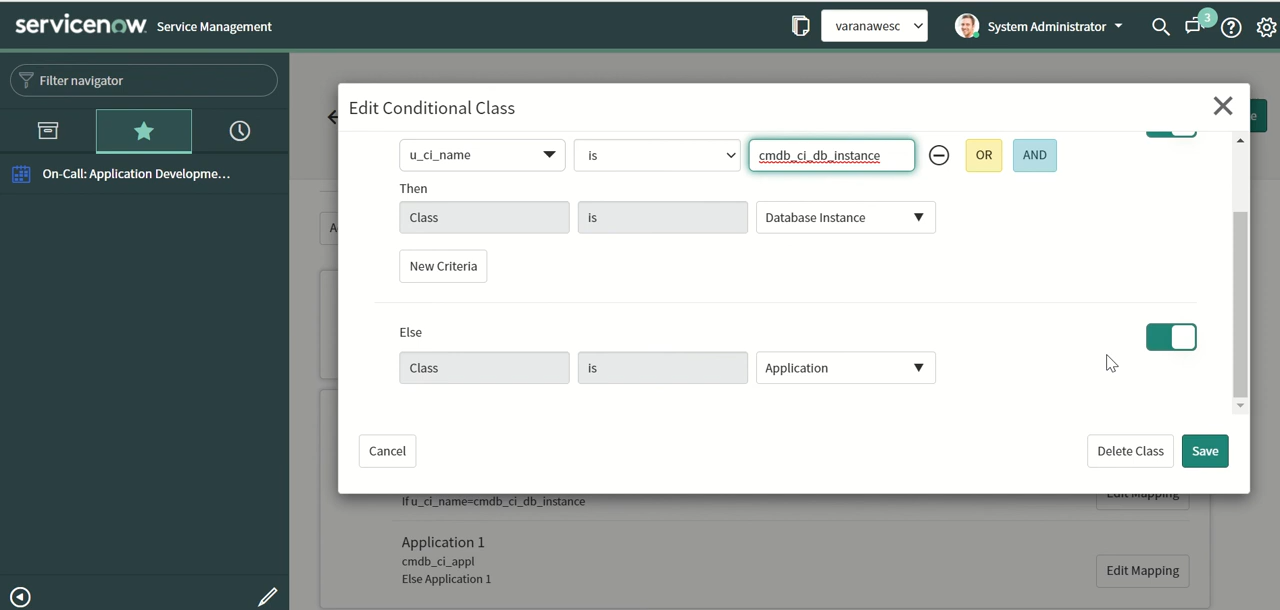 servicenow. Service Management
varanawesc
System Administrator
3
Filter navigator
On-Call: Application Developme...
Edit Conditional Class
u_ci_name
is
cmdb_ci_db_instance
OR
AND
Then
Class
is
Database Instance
New Criteria
Else
Class
is
Application
Cancel
Delete Class
Save
If u_ci_name=cmdb_ci_db_instance
Edit Mapping
Application 1
cmdb_ci_appl
Else Application 1
Edit Mapping